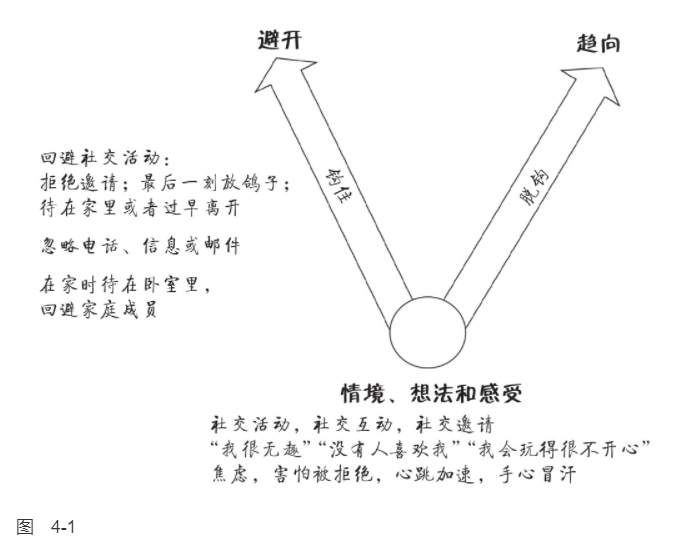 避开
趋向
回避社交活动：
拒绝邀请；最后一刻放鸽子；
待在家里或者过早离开
忽略电话、信息或邮件
在家时待在卧室里，
回避家庭成员
钩住
脱钩
情境、想法和感受
社交活动，社交互动，社交邀请
“我很无趣”“没有人喜欢我”“我会玩得很不开心”
焦虑，害怕被拒绝，心跳加速，手心冒汗
图 4-1